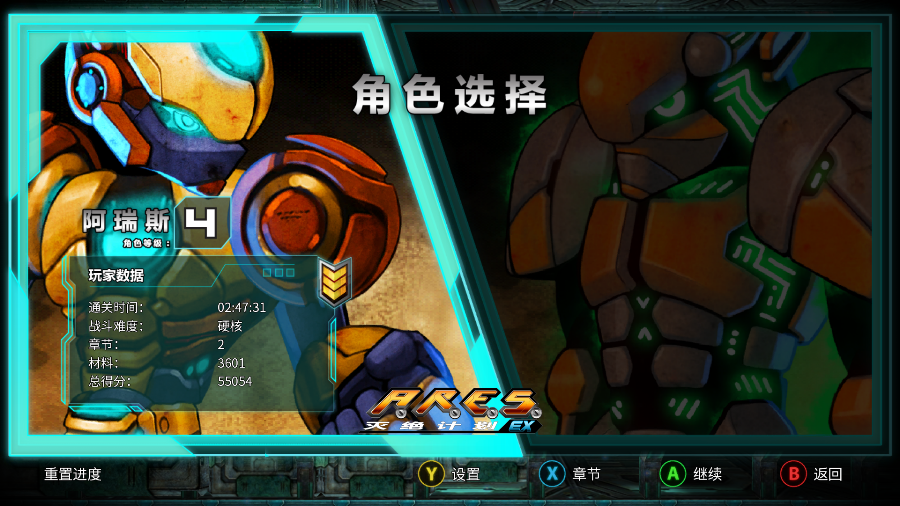 角色选择
阿瑞斯 4
角色等级：
玩家数据
通关时间： 02:47:31
战斗难度： 硬核
章节： 2
材料： 3601
总得分： 55054
A.R.E.S.
灭绝计划 EX
重置进度 Y 设置 X 章节 A 继续 B 返回